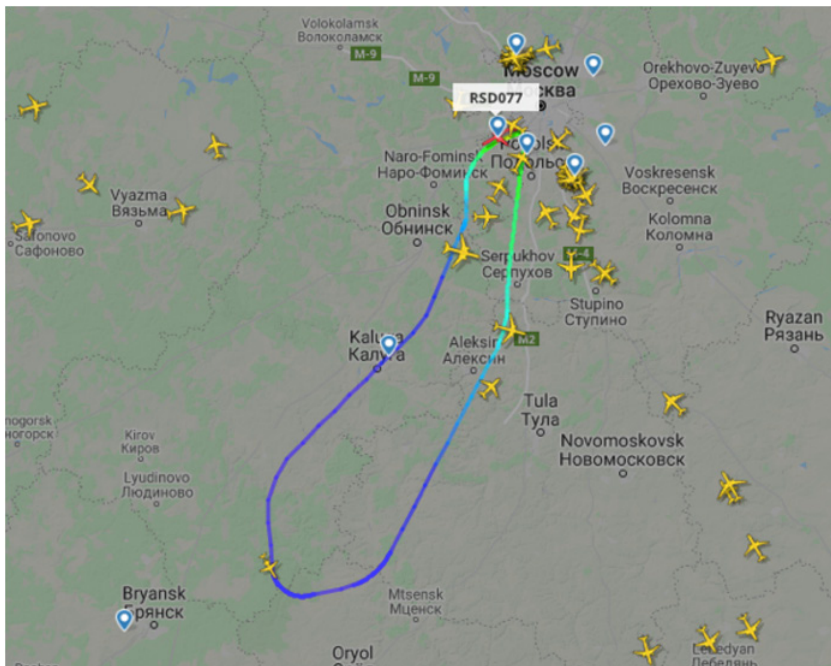 Volokolamsk
Волоколамск
M-9
M-9
Moscow
Москва
Orekhovo-Zuyevo
Орехово-Зуево
RSD077
Naro-Fominsk
Наро-Фоминск
Подольск
Vyazma
Вязьма
Voskresensk
Воскресенск
Obninsk
Обнинск
Kolomna
Коломна
Safonovo
Сафоново
Serpukhov
Серпухов
Stupino
Ступино
Ryazan
Рязань
Kaluga
Калуга
Aleksin
Алексин
M2
Tula
Тула
Kirov
Киров
Novomoskovsk
Новомосковск
Lyudinovo
Людиново
Bryansk
Брянск
Mtsensk
Мценск
Oryol
Lebedyan